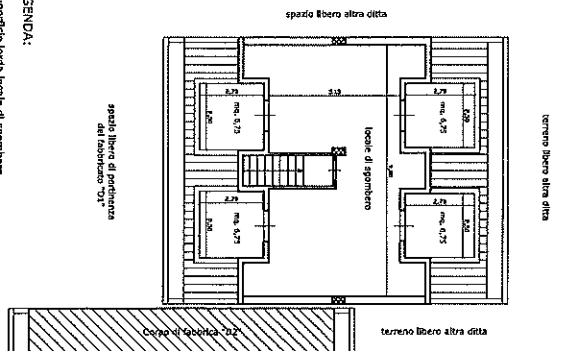 spazio libero altra ditta
terreno libero altra ditta
2,70
mq. 6,75
2,50
5,10
2,70
mq. 6,75
2,50
locale di sgombero
2,70
mq. 6,75
2,50
2,70
mq. 6,75
2,50
spazio libero di pertinenza
del fabbricato "D1"
Corpo di fabbrica "D2"
terreno libero altra ditta
GENDA: